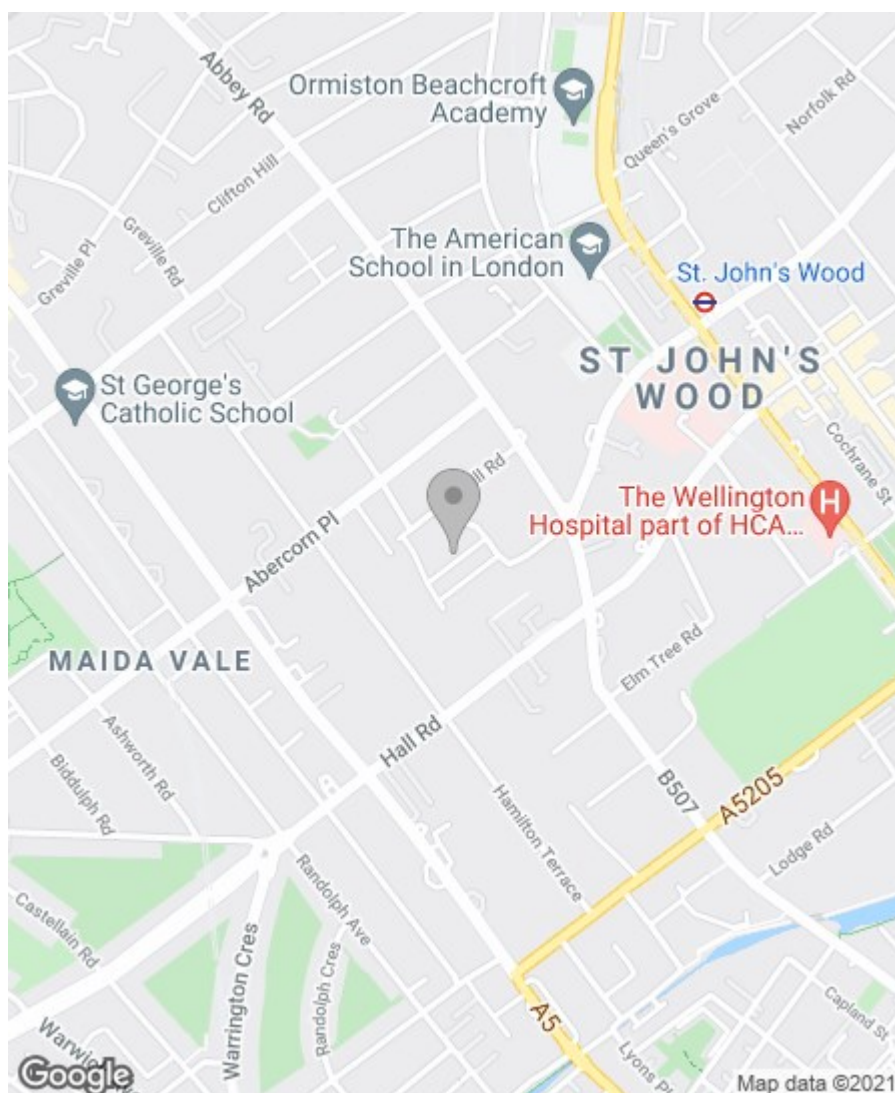 Abbey Rd
Ormiston Beachcroft
Academy
Norfolk Rd
Queen's Grove
Clifton Hill
Greville Rd
Greville Pl
The American
School in London
St. John's Wood
ST JOHN'S
WOOD
St George's
Catholic School
Cochrane St
ill Rd
The Wellington
Hospital part of HCA...
H
Abercorn Pl
MAIDA VALE
Elm Tree Rd
Ashworth Rd
Hall Rd
Biddulph Rd
B507
A5205
Hamilton Terrace
Lodge Rd
Randolph Ave
Castellain Rd
Warrington Cres
Randolph Cres
A5
Capland St
Warwic
Lyons Pl
Google
Map data ©2021